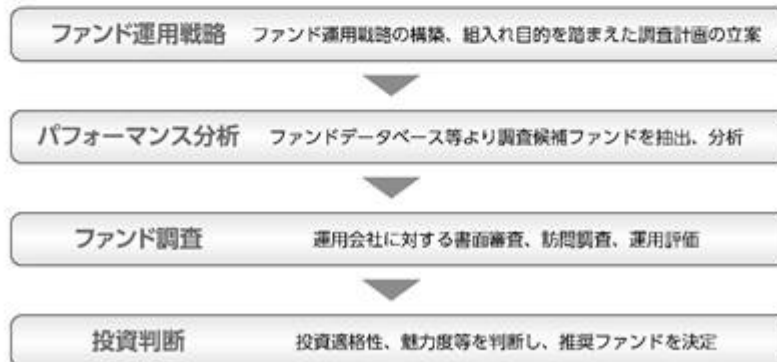 ファンド運用戦略 ファンド運用戦略の構築、組入れ目的を踏まえた調査計画の立案
パフォーマンス分析 ファンドデータベース等より調査候補ファンドを抽出、分析
ファンド調査 運用会社に対する書面審査、訪問調査、運用評価
投資判断 投資適格性、魅力度等を判断し、推奨ファンドを決定